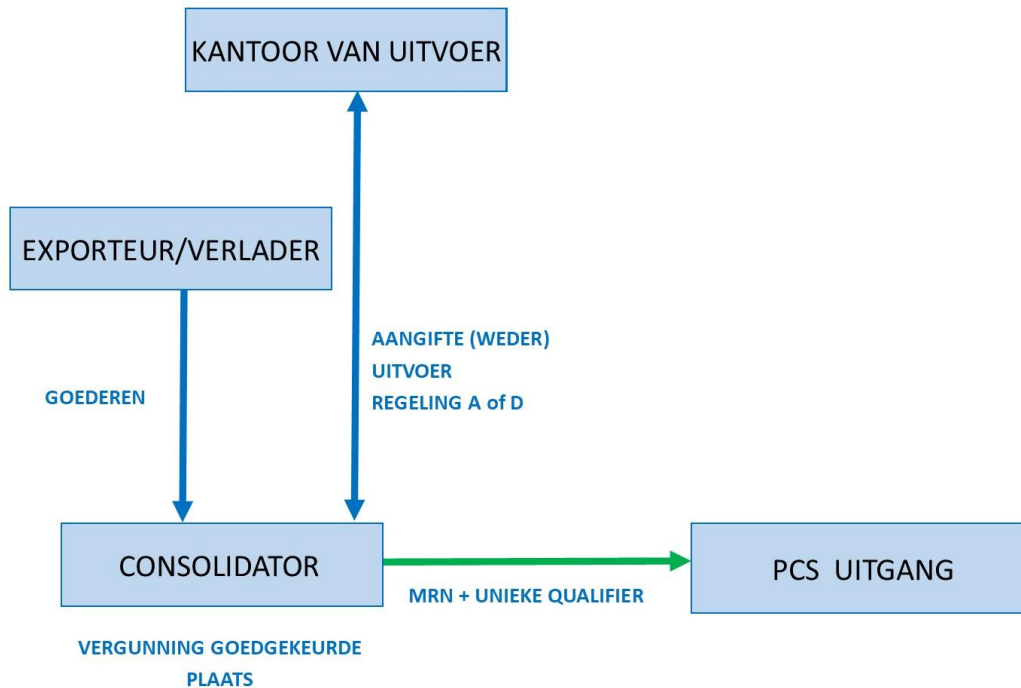 KANTOOR VAN UITVOER
EXPORTEUR/VERLADER
AANGIFTE (WEDER)
UITVOER
REGELING A of D
GOEDEREN
CONSOLIDATOR
PCS UITGANG
MRN + UNIEKE QUALIFIER
VERGUNNING GOEDGEKEURDE
PLAATS